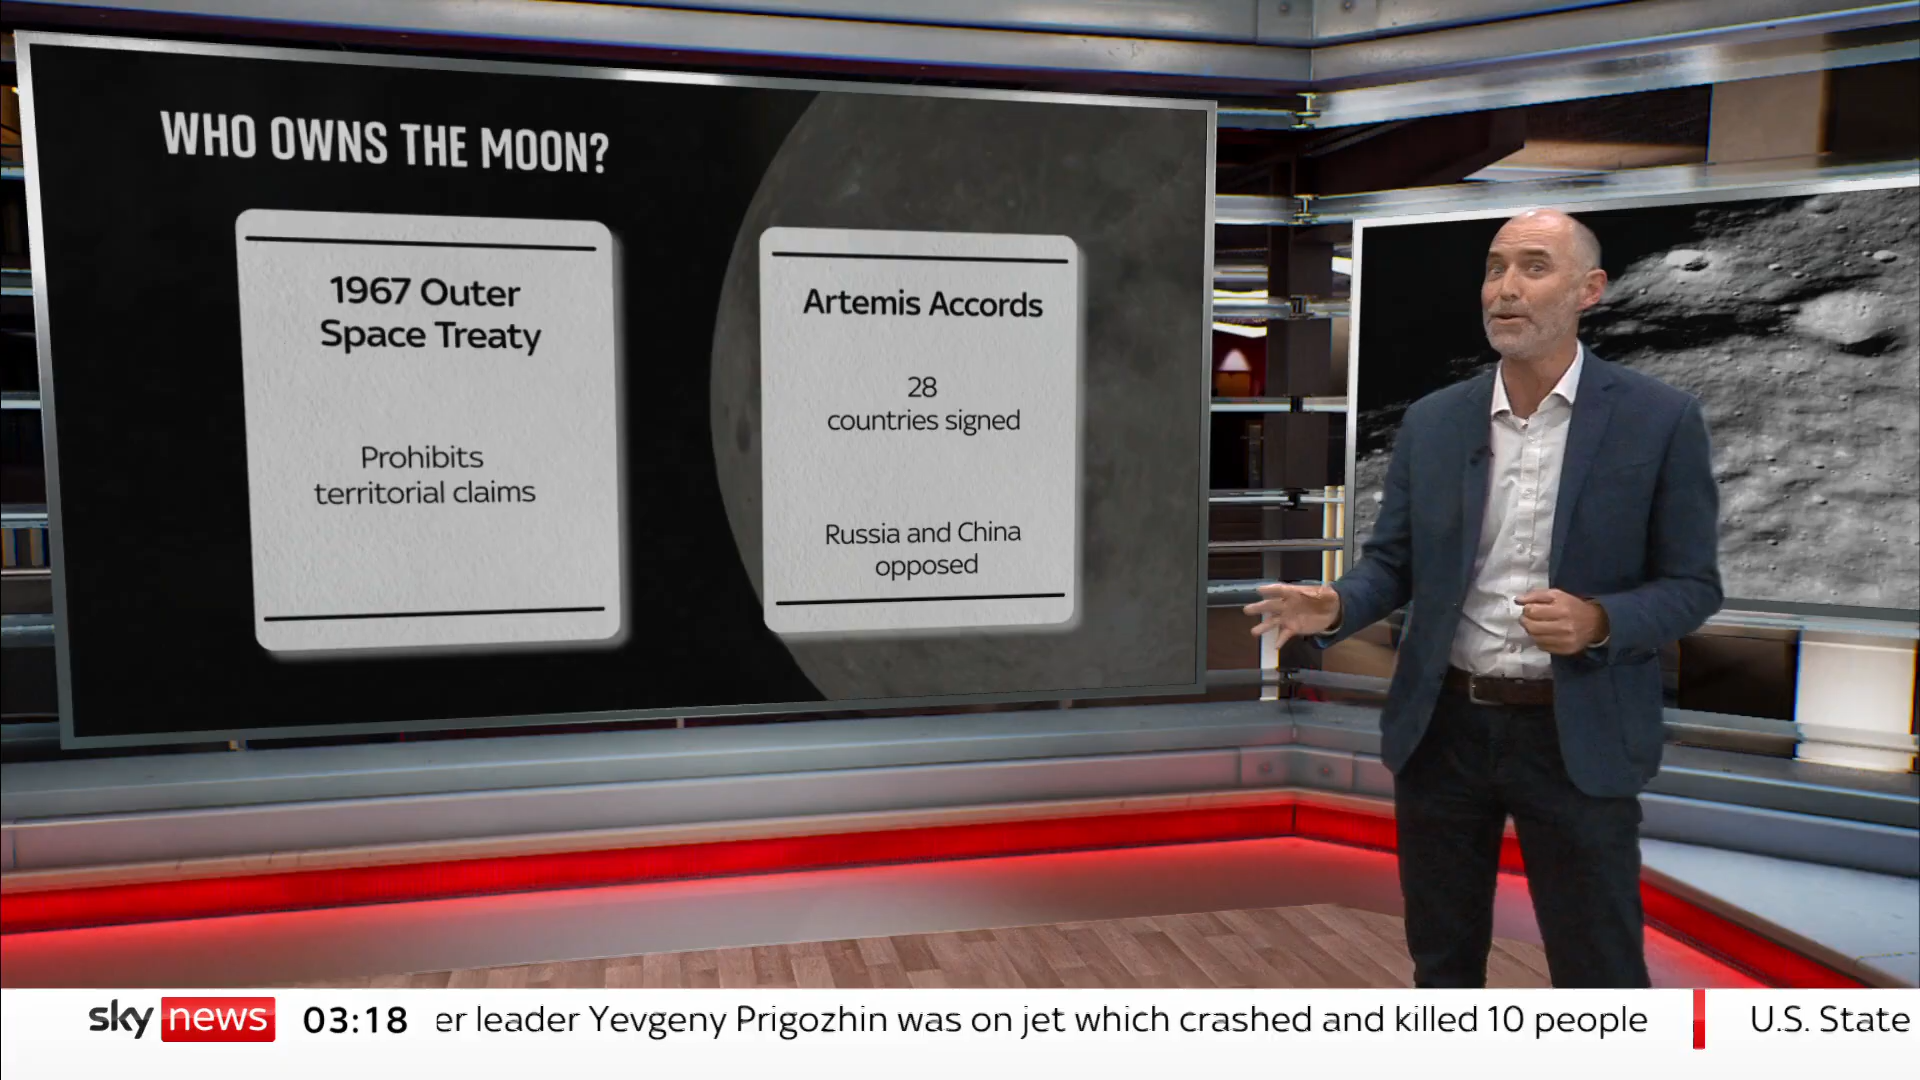 WHO OWNS THE MOON?
1967 Outer
Space Treaty
Prohibits
territorial claims
Artemis Accords
28
countries signed
Russia and China
opposed
sky news 03:18 er leader Yevgeny Prigozhin was on jet which crashed and killed 10 people U.S. State